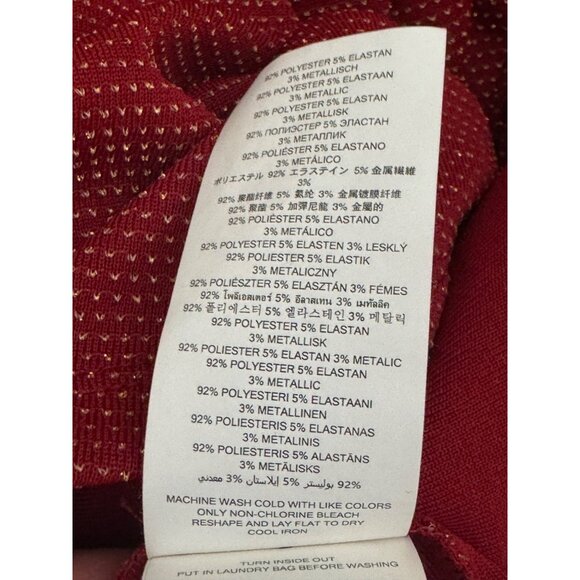 92% POLYESTER 5% ELASTAN
3% METALLISCH
92% POLYESTER 5% ELASTAAN
3% METALLIC
92% POLYESTER 5% ELASTAN
3% METALLISK
92% ПОЛИЭСТЕР 5% ЭЛАСТАН
3% МЕТАЛЛИК
92% POLIÉSTER 5% ELASTANO
3% METÁLICO
ポリエステル 92% エラステイン 5% 金属繊維
3%
92% 聚酯纤维 5% 氨纶 3% 金属镀膜纤维
92% 聚酯 5% 加彈尼龍 3% 金屬的
92% POLIÉSTER 5% ELASTANO
3% METÁLICO
92% POLYESTER 5% ELASTEN 3% LESKLÝ
92% POLIESTER 5% ELASTIK
3% METALICZNY
92% POLIÉSZTER 5% ELASZTÁN 3% FÉMES
92% โพลีเอสเตอร์ 5% อีลาสเทน 3% เมทัลลิค
92% 폴리에스터 5% 엘라스테인 3% 메탈릭
92% POLYESTER 5% ELASTAN
3% METALLISK
92% POLIESTER 5% ELASTAN 3% METALIC
92% POLYESTER 5% ELASTAN
3% METALLIC
92% POLYESTERI 5% ELASTAANI
3% METALLINEN
92% POLIESTERIS 5% ELASTANAS
3% METALINIS
92% POLIESTERIS 5% ALASTĀNS
3% METĀLISKS
92% بوليستر 5% إيلاستان 3% معدني
MACHINE WASH COLD WITH LIKE COLORS
ONLY NON-CHLORINE BLEACH
RESHAPE AND LAY FLAT TO DRY
COOL IRON
TURN INSIDE OUT
PUT IN LAUNDRY BAG BEFORE WASHING